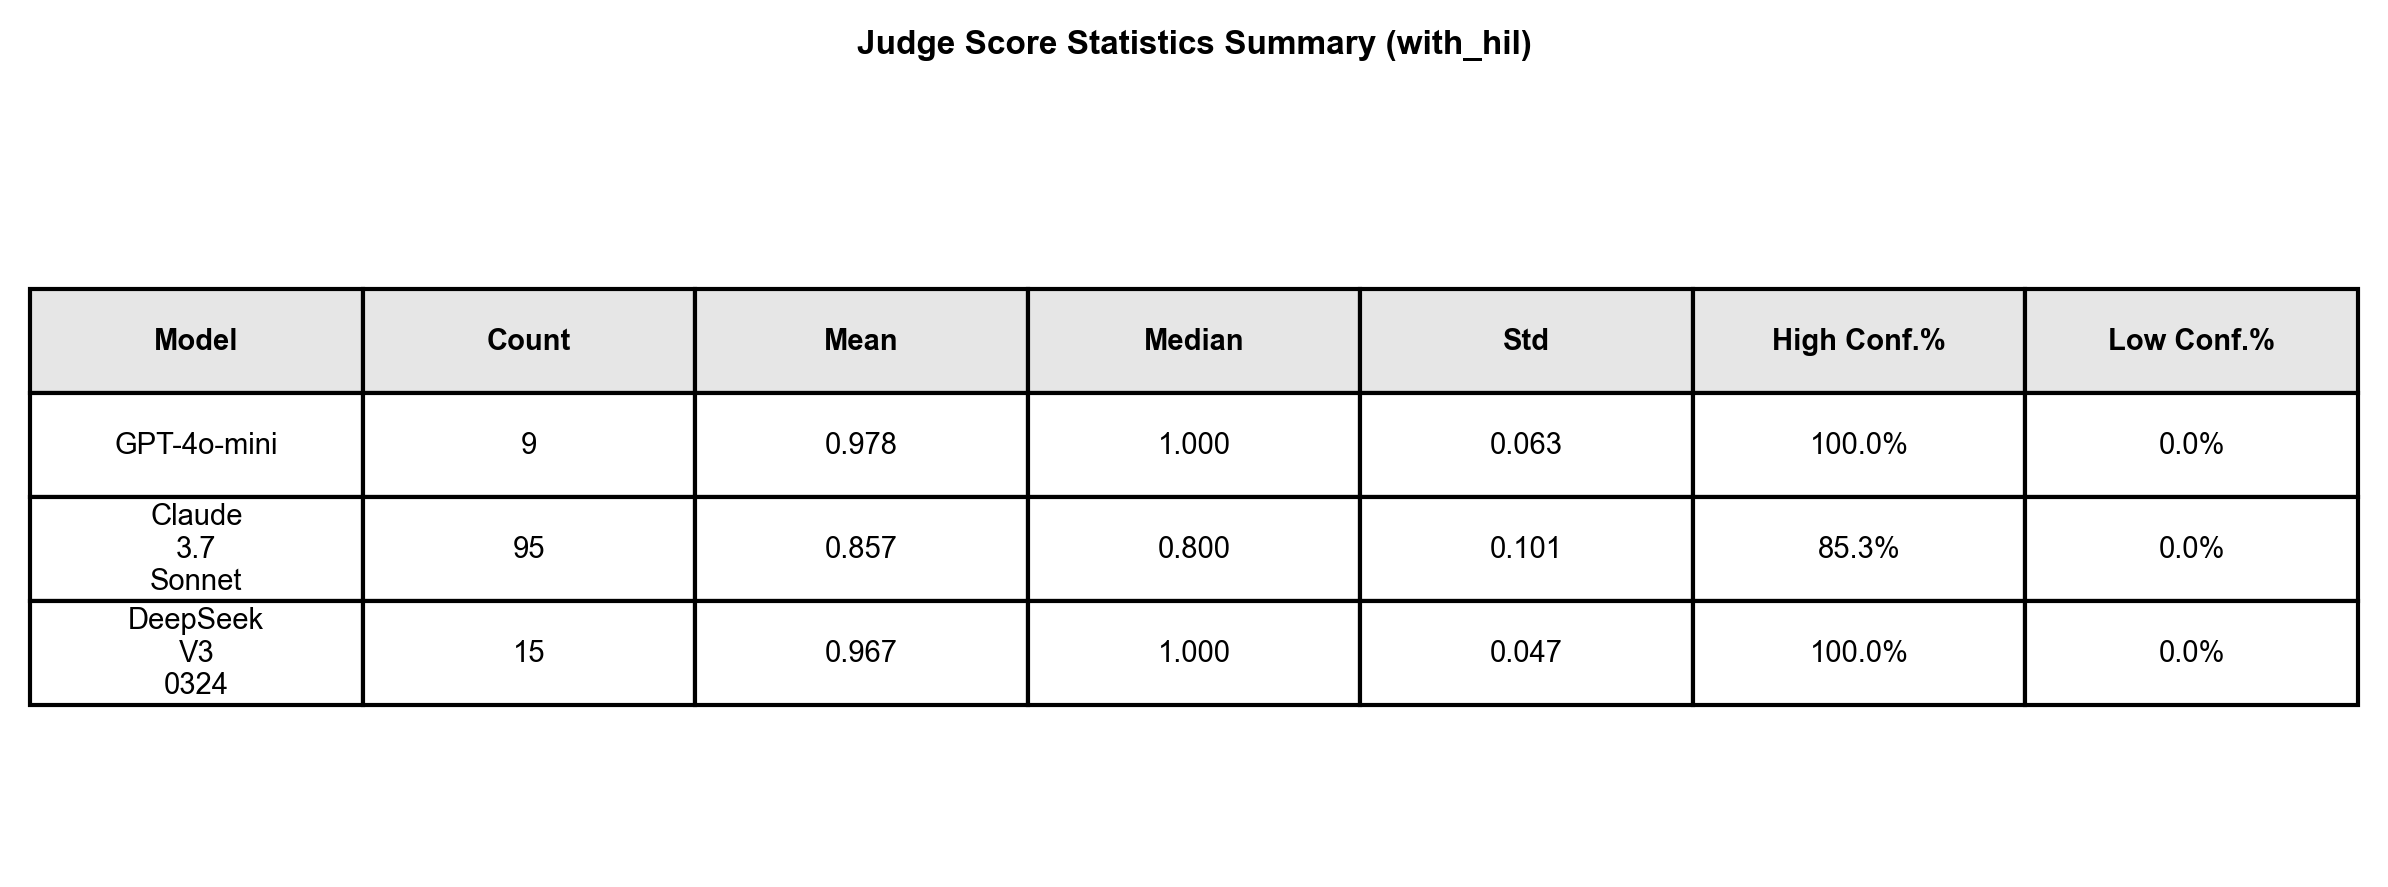 Judge Score Statistics Summary (with_hil)
Model Count Mean Median Std High Conf.% Low Conf.%
GPT-4o-mini 9 0.978 1.000 0.063 100.0% 0.0%
Claude
3.7 95 0.857 0.800 0.101 85.3% 0.0%
Sonnet
DeepSeek
V3 15 0.967 1.000 0.047 100.0% 0.0%
0324